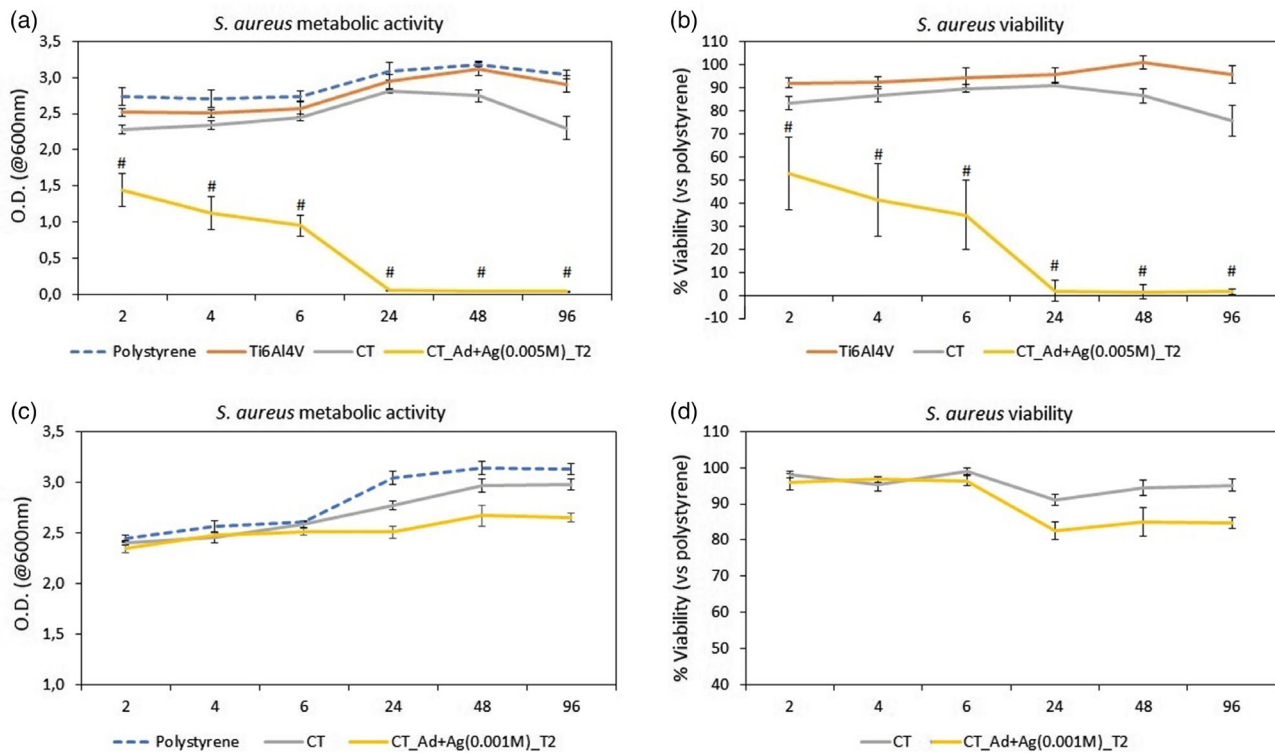 (a)
S. aureus metabolic activity
O.D. (@600nm)
3,5
3,0
2,5
2,0
1,5
1,0
0,5
0,0
# # # # # #
2 4 6 24 48 96
Polystyrene Ti6Al4V CT CT_Ad+Ag(0.005M)_T2
(b)
S. aureus viability
% Viability (vs polystyrene)
110
100
90
80
70
60
50
40
30
20
10
0
-10
# # # # # #
2 4 6 24 48 96
Ti6Al4V CT CT_Ad+Ag(0.005M)_T2
(c)
S. aureus metabolic activity
O.D. (@600nm)
3,5
3,0
2,5
2,0
1,5
1,0
2 4 6 24 48 96
Polystyrene CT CT_Ad+Ag(0.001M)_T2
(d)
S. aureus viability
% Viability (vs polystyrene)
110
100
90
80
70
60
50
40
2 4 6 24 48 96
CT CT_Ad+Ag(0.001M)_T2